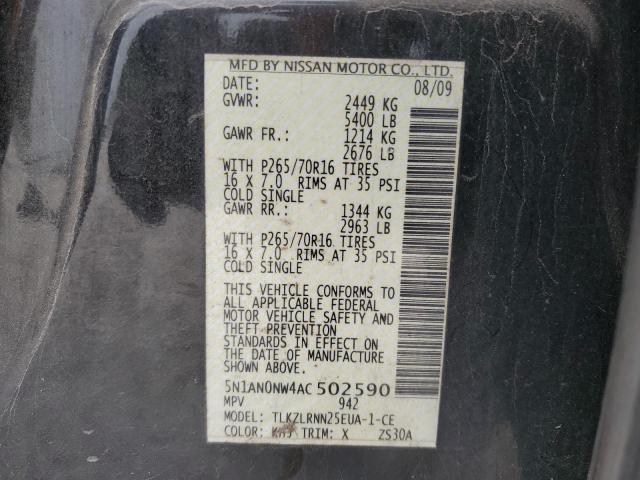 MFD BY NISSAN MOTOR CO., LTD.
DATE: 08/09
GVWR: 2449 KG
5400 LB
GAWR FR.: 1214 KG
2676 LB
WITH P265/70R16 TIRES
16 X 7.0 RIMS AT 35 PSI
COLD SINGLE
GAWR RR.: 1344 KG
2963 LB
WITH P265/70R16 TIRES
16 X 7.0 RIMS AT 35 PSI
COLD SINGLE
THIS VEHICLE CONFORMS TO
ALL APPLICABLE FEDERAL
MOTOR VEHICLE SAFETY AND
THEFT PREVENTION
STANDARDS IN EFFECT ON
THE DATE OF MANUFACTURE
SHOWN ABOVE.
5N1AN0NW4AC502590
MPV 942
MODEL: TLKZLRNN25EUA-1-CE
COLOR: TRIM: X ZS30A